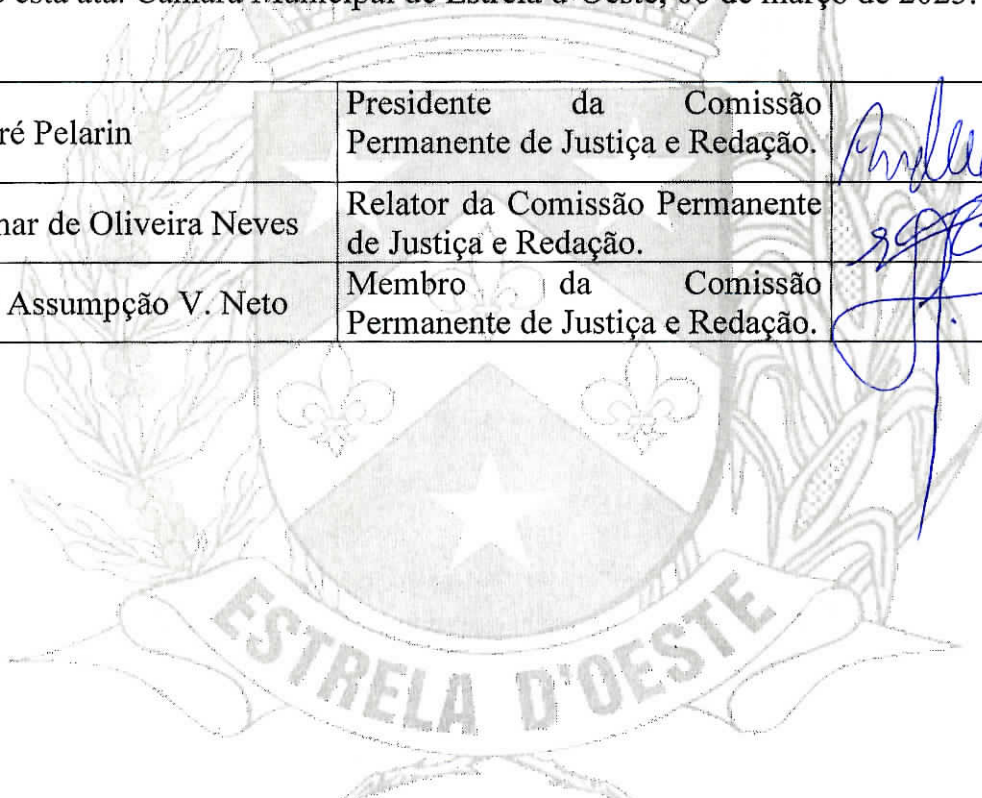 esta ata. Câmara Municipal de Estrela d'Oeste, 06 de março de 2023.
ré Pelarin
Presidente da Comissão
Permanente de Justiça e Redação.
mar de Oliveira Neves
Relator da Comissão Permanente
de Justiça e Redação.
Assumpção V. Neto
Membro da Comissão
Permanente de Justiça e Redação.
ESTRELA D'OESTE